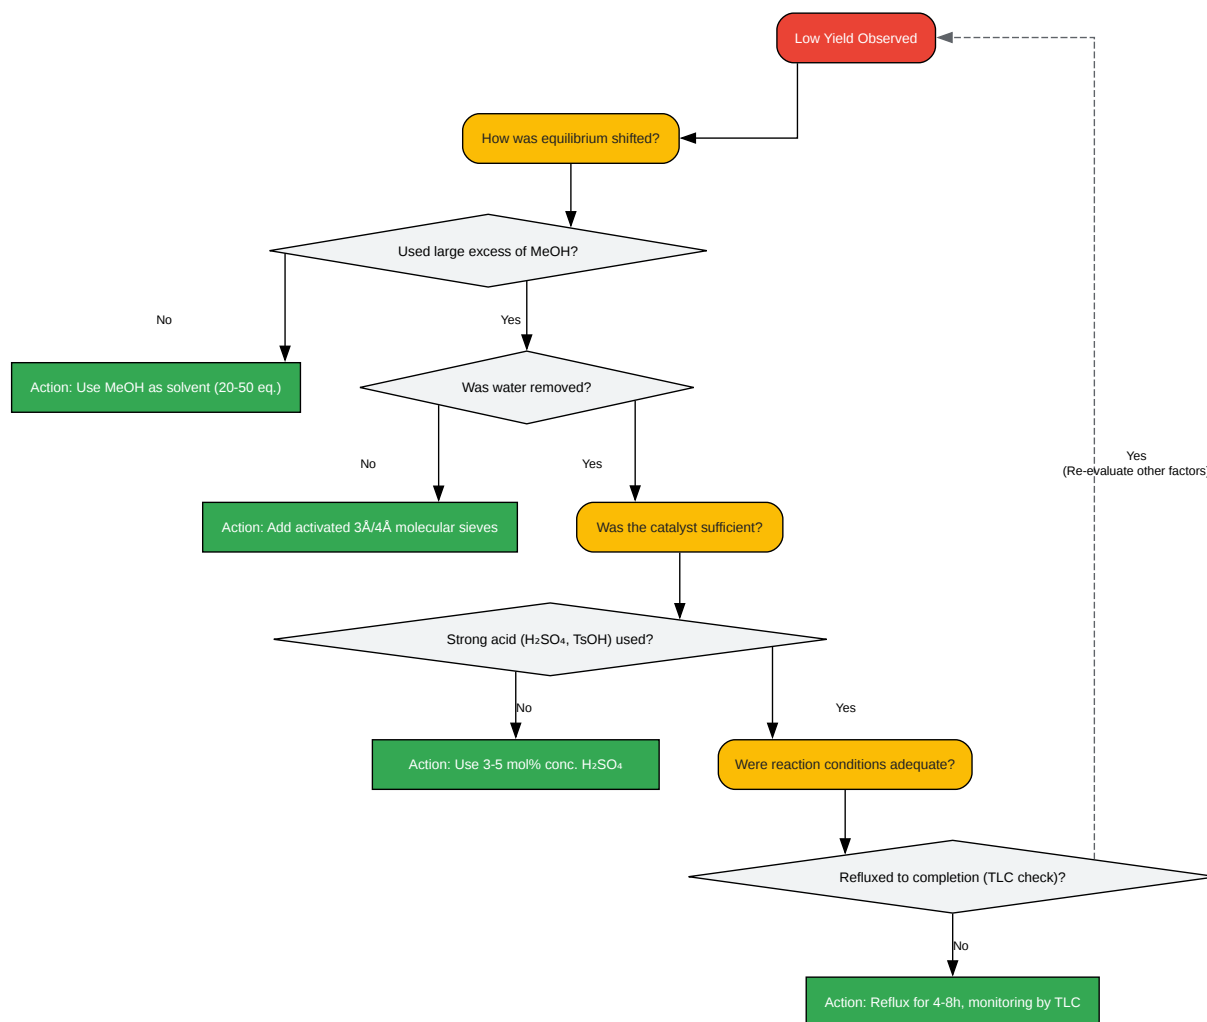 Low Yield Observed
How was equilibrium shifted?
Used large excess of MeOH?
No
Yes
Action: Use MeOH as solvent (20-50 eq.)
Was water removed?
No
Yes
Yes
(Re-evaluate other factors)
Action: Add activated 3Å/4Å molecular sieves
Was the catalyst sufficient?
Strong acid (H₂SO₄, TsOH) used?
No
Yes
Action: Use 3-5 mol% conc. H₂SO₄
Were reaction conditions adequate?
Refluxed to completion (TLC check)?
No
Action: Reflux for 4-8h, monitoring by TLC